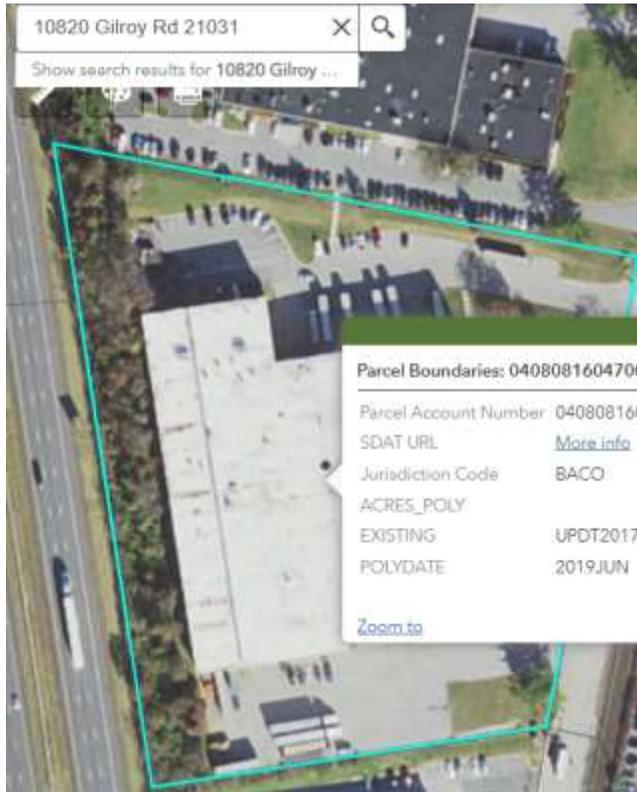 10820 Gilroy Rd 21031
Show search results for 10820 Gilroy ...
Parcel Boundaries: 04080816047
Parcel Account Number 04080816
SDAT URL More info
Jurisdiction Code BACO
ACRES_POLY
EXISTING UPDT2017
POLYDATE 2019JUN
Zoom to